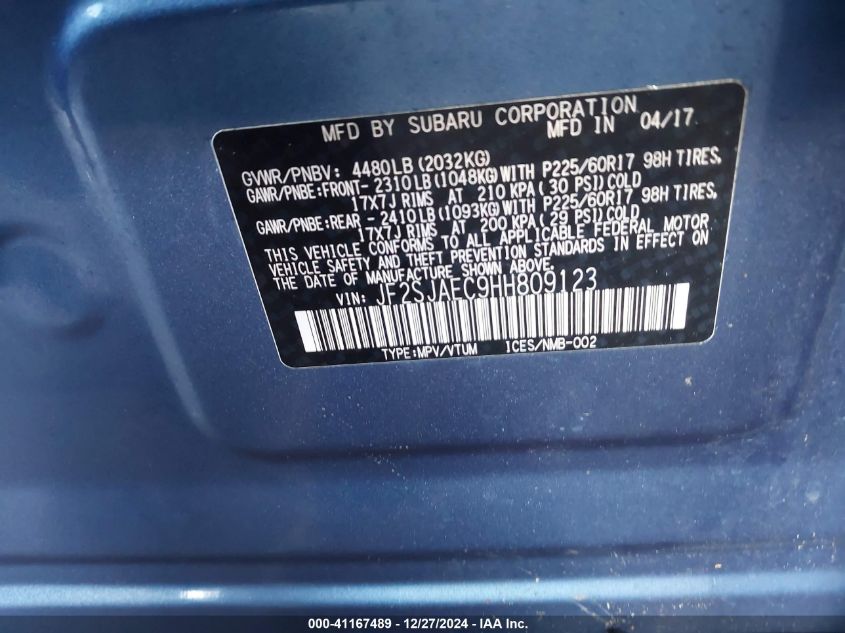 MFD BY SUBARU CORPORATION
MFD IN 04/17
GVWR/PNBV: 4480LB (2032KG)
GAWR/PNBE:FRONT- 2310LB (1048KG) WITH P225/60R17 98H TIRES,
17X7J RIMS AT 210 KPA( 30 PSI) COLD
GAWR/PNBE:REAR - 2410LB (1093KG) WITH P225/60R17 98H TIRES,
17X7J RIMS AT 200 KPA( 29 PSI) COLD
THIS VEHICLE CONFORMS TO ALL APPLICABLE FEDERAL MOTOR
VEHICLE SAFETY AND THEFT PREVENTION STANDARDS IN EFFECT ON
THE DATE OF MANUFACTURE SHOWN ABOVE.
VIN: JF2SJAEC9HH809123
TYPE:MPV/VTUM ICES/NMB-002
000-41167489 - 12/27/2024 - IAA Inc.